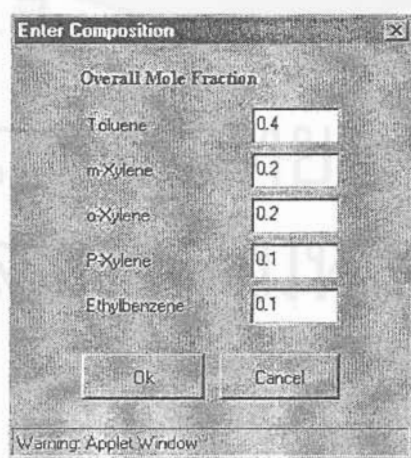 Enter Composition
Overall Mole Fraction
Toluene 0.4
m-Xylene 0.2
o-Xylene 0.2
P-Xylene 0.1
Ethylbenzene 0.1
Ok Cancel
Warning: Applet Window